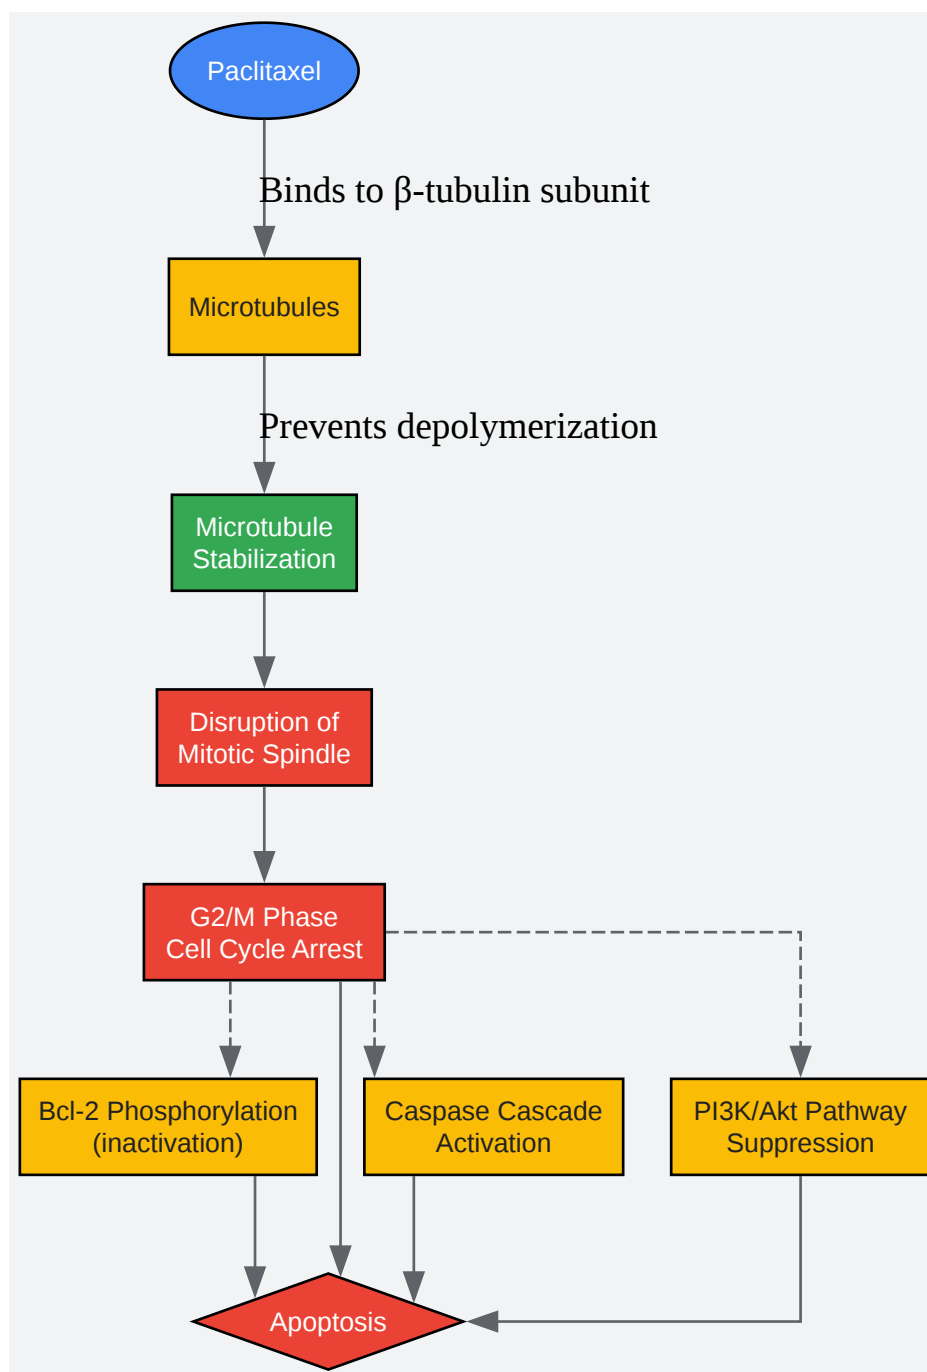 Paclitaxel
Binds to β-tubulin subunit
Microtubules
Prevents depolymerization
Microtubule
Stabilization
Disruption of
Mitotic Spindle
G2/M Phase
Cell Cycle Arrest
Bcl-2 Phosphorylation
(inactivation)
Caspase Cascade
Activation
PI3K/Akt Pathway
Suppression
Apoptosis